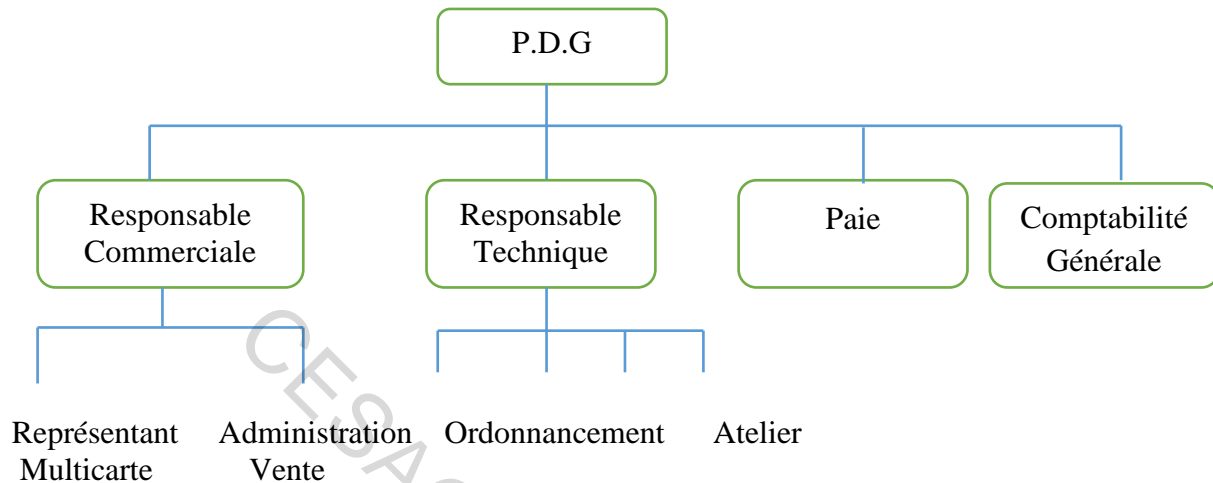 P.D.G
Responsable
Commerciale
Responsable
Technique
Paie
Comptabilité
Générale
Représentant
Multicarte
Administration
Vente
Ordonnancement
Atelier